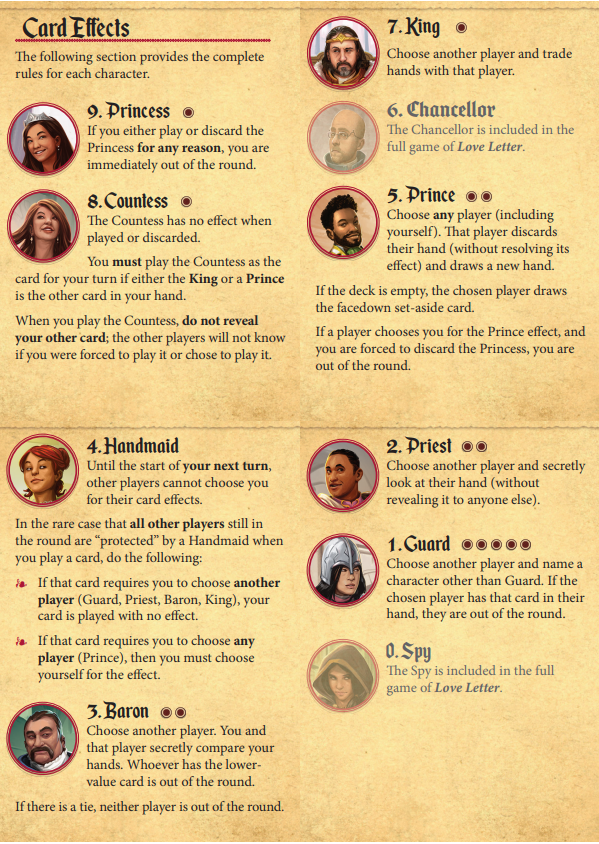 Card Effects
The following section provides the complete
rules for each character.
9. Princess
If you either play or discard the
Princess for any reason, you are
immediately out of the round.
8. Countess
The Countess has no effect when
played or discarded.
You must play the Countess as the
card for your turn if either the King or a Prince
is the other card in your hand.
When you play the Countess, do not reveal
your other card; the other players will not know
if you were forced to play it or chose to play it.
7. King
Choose another player and trade
hands with that player.
6. Chancellor
The Chancellor is included in the
full game of Love Letter.
5. Prince
Choose any player (including
yourself). That player discards
their hand (without resolving its
effect) and draws a new hand.
If the deck is empty, the chosen player draws
the facedown set-aside card.
If a player chooses you for the Prince effect, and
you are forced to discard the Princess, you are
out of the round.
4. Handmaid
Until the start of your next turn,
other players cannot choose you
for their card effects.
In the rare case that all other players still in
the round are “protected” by a Handmaid when
you play a card, do the following:
If that card requires you to choose another
player (Guard, Priest, Baron, King), your
card is played with no effect.
If that card requires you to choose any
player (Prince), then you must choose
yourself for the effect.
3. Baron
Choose another player. You and
that player secretly compare your
hands. Whoever has the lower-
value card is out of the round.
If there is a tie, neither player is out of the round.
2. Priest
Choose another player and secretly
look at their hand (without
revealing it to anyone else).
1. Guard
Choose another player and name a
character other than Guard. If the
chosen player has that card in their
hand, they are out of the round.
0. Spy
The Spy is included in the full
game of Love Letter.